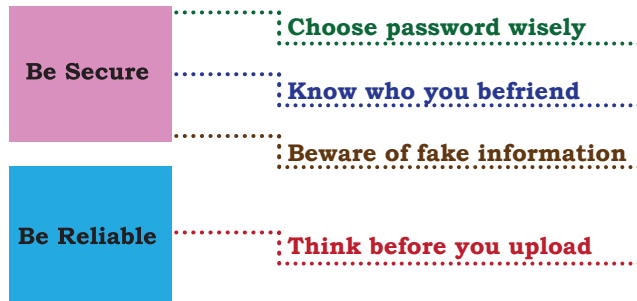 Be Secure
Choose password wisely
Know who you befriend
Beware of fake information
Be Reliable
Think before you upload